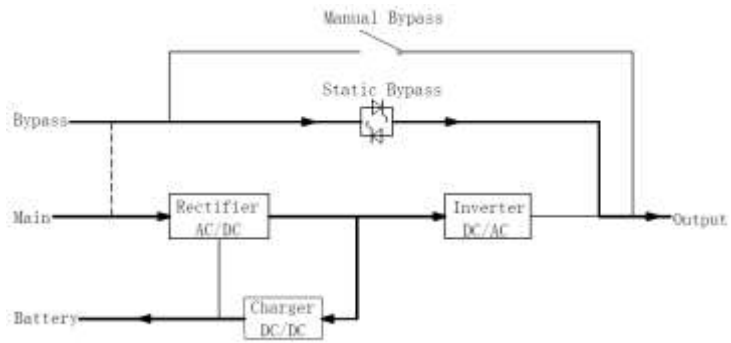 Manual Bypass
Static Bypass
Bypass
Main
Rectifier
AC/DC
Inverter
DC/AC
Output
Battery
Charger
DC/DC